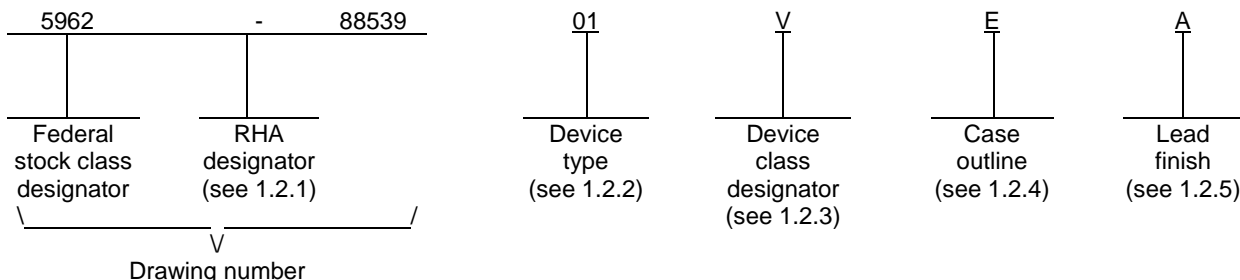 5962 - 88539 01 V E A
Federal stock class designator
RHA designator (see 1.2.1)
Device type (see 1.2.2)
Device class designator (see 1.2.3)
Case outline (see 1.2.4)
Lead finish (see 1.2.5)
\ /
\/
Drawing number